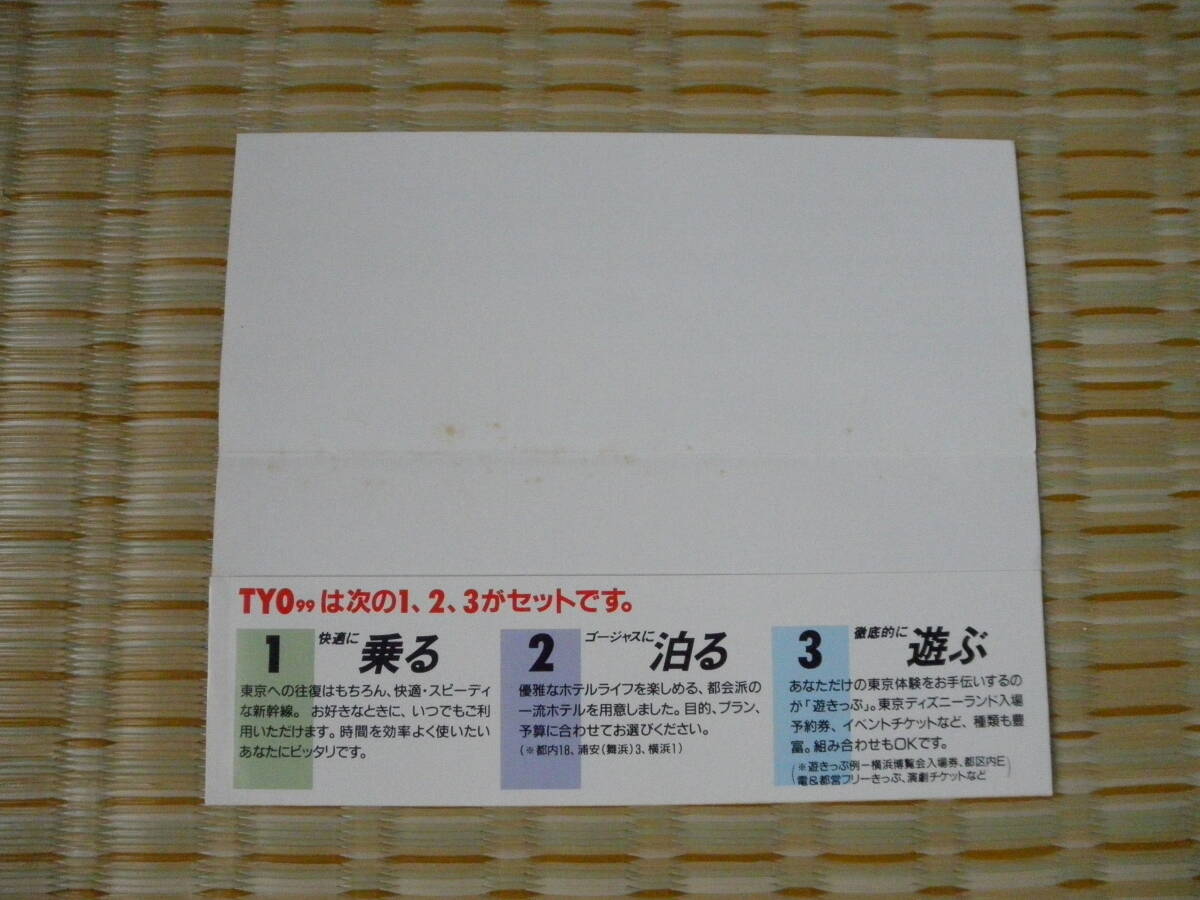 TYO99は次の1、2、3がセットです。
1 快適に 乗る
東京への往復はもちろん、快適・スピーディ
な新幹線。 お好きなときに、いつでもご利
用いただけます。時間を効率よく使いたい
あなたにピッタリです。
2 ゴージャスに 泊る
優雅なホテルライフを楽しめる、都会派の
一流ホテルを用意しました。目的、プラン、
予算に合わせてお選びください。
(※都内18、浦安(舞浜)3、横浜1)
3 徹底的に 遊ぶ
あなただけの東京体験をお手伝いするの
が「遊きっぷ」。東京ディズニーランド入場
予約券、イベントチケットなど、種類も豊
富。組み合わせもOKです。
(※遊きっぷ例ー横浜博覧会入場券、都区内E
電&都営フリーきっぷ、演劇チケットなど)